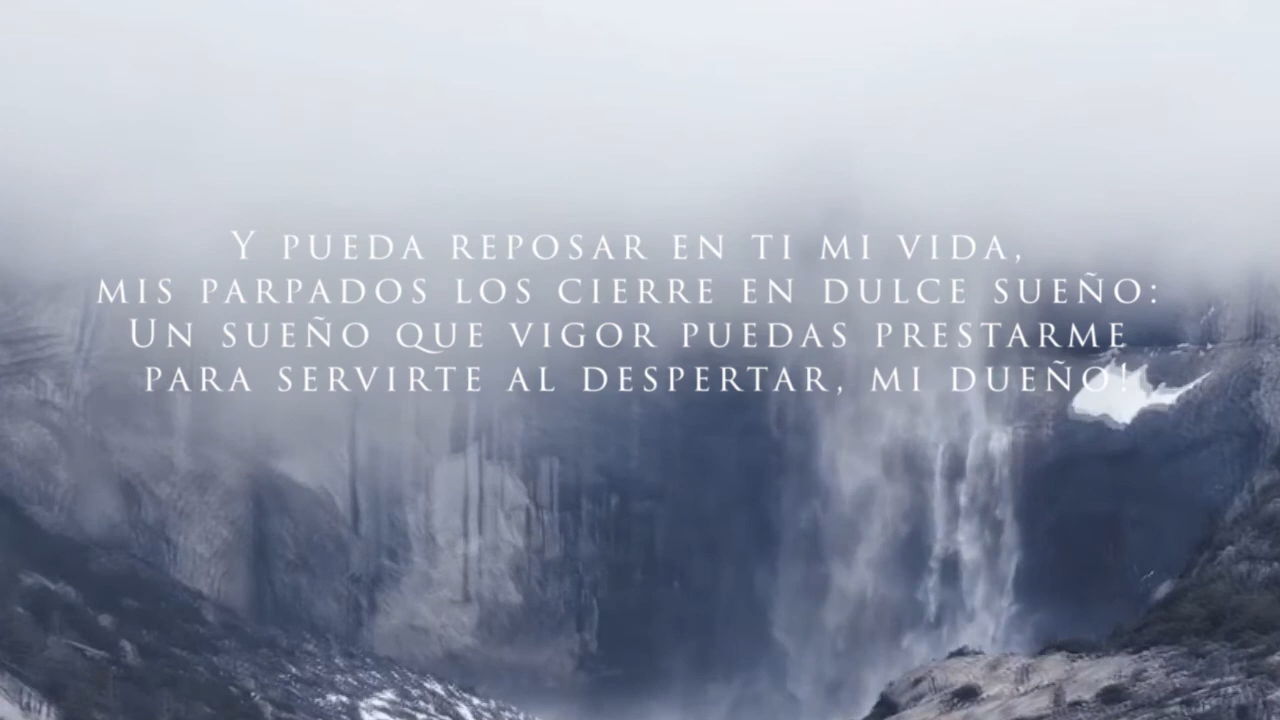 Y PUEDA REPOSAR EN TI MI VIDA,
MIS PARPADOS LOS CIERRE EN DULCE SUEÑO:
UN SUEÑO QUE VIGOR PUEDAS PRESTARME
PARA SERVIRTE AL DESPERTAR, MI DUEÑO!